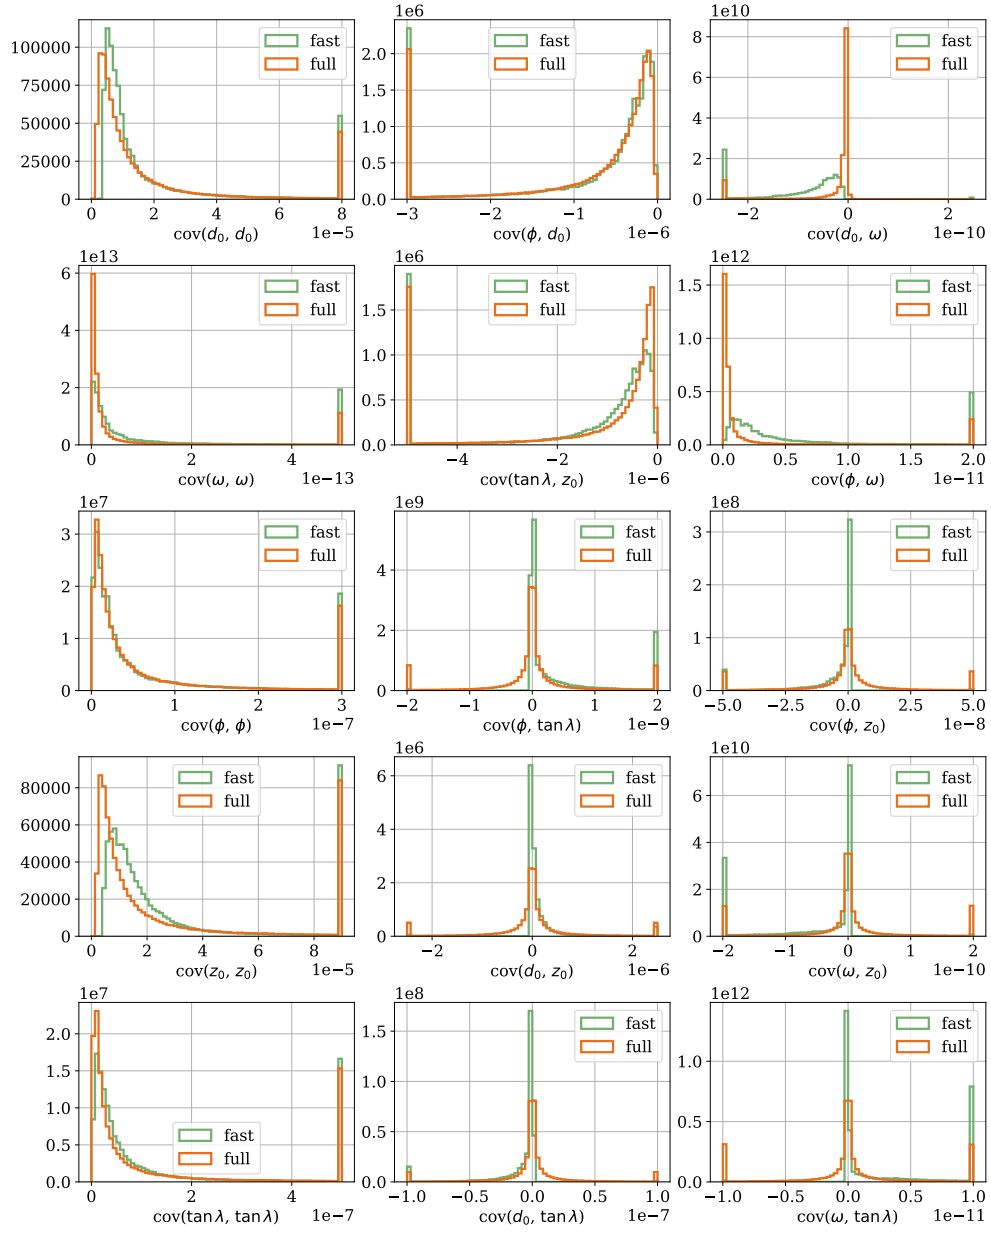 1e6 1e10
100000 75000 50000 25000 0
fast
full
0 2 4 6 8
1e−5
cov(d₀, d₀)
2.0 1.5 1.0 0.5 0.0
fast
full
−3 −2 −1 0
1e−6
cov(ϕ, d₀)
8 6 4 2 0
fast
full
−2 0 2
1e−10
cov(d₀, ω)
1e13
6 4 2 0
fast
full
0 2 4
1e−13
cov(ω, ω)
1e6
1.5 1.0 0.5 0.0
fast
full
−4 −2 0
1e−6
cov(tan λ, z₀)
1e12
1.5 1.0 0.5 0.0
fast
full
0.0 0.5 1.0 1.5 2.0
1e−11
cov(ϕ, ω)
1e7
3 2 1 0
fast
full
0 1 2 3
1e−7
cov(ϕ, ϕ)
1e9
4 2 0
fast
full
−2 −1 0 1 2
1e−9
cov(ϕ, tan λ)
1e8
3 2 1 0
fast
full
−5.0 −2.5 0.0 2.5 5.0
1e−8
cov(ϕ, z₀)
80000 60000 40000 20000 0
fast
full
0 2 4 6 8
1e−5
cov(z₀, z₀)
1e6
6 4 2 0
fast
full
−2 0 2
1e−6
cov(d₀, z₀)
1e10
8 6 4 2 0
fast
full
−2 −1 0 1 2
1e−10
cov(ω, z₀)
1e7
2.0 1.5 1.0 0.5 0.0
fast
full
0 2 4
1e−7
cov(tan λ, tan λ)
1e8
1.5 1.0 0.5 0.0
fast
full
−1.0 −0.5 0.0 0.5 1.0
1e−7
cov(d₀, tan λ)
1e12
1.0 0.5 0.0
fast
full
−1.0 −0.5 0.0 0.5 1.0
1e−11
cov(ω, tan λ)